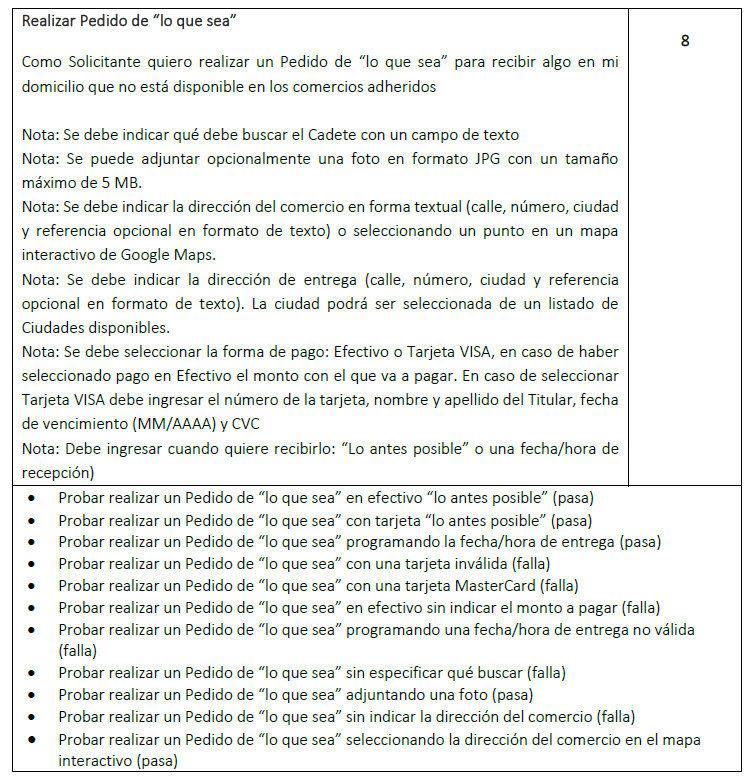 Realizar Pedido de “lo que sea”
8
Como Solicitante quiero realizar un Pedido de “lo que sea” para recibir algo en mi
domicilio que no está disponible en los comercios adheridos
Nota: Se debe indicar qué debe buscar el Cadete con un campo de texto
Nota: Se puede adjuntar opcionalmente una foto en formato JPG con un tamaño
máximo de 5 MB.
Nota: Se debe indicar la dirección del comercio en forma textual (calle, número, ciudad
y referencia opcional en formato de texto) o seleccionando un punto en un mapa
interactivo de Google Maps.
Nota: Se debe indicar la dirección de entrega (calle, número, ciudad y referencia
opcional en formato de texto). La ciudad podrá ser seleccionada de un listado de
Ciudades disponibles.
Nota: Se debe seleccionar la forma de pago: Efectivo o Tarjeta VISA, en caso de haber
seleccionado pago en Efectivo el monto con el que va a pagar. En caso de seleccionar
Tarjeta VISA debe ingresar el número de la tarjeta, nombre y apellido del Titular, fecha
de vencimiento (MM/AAAA) y CVC
Nota: Debe ingresar cuando quiere recibirlo: “Lo antes posible” o una fecha/hora de
recepción)
• Probar realizar un Pedido de “lo que sea” en efectivo “lo antes posible” (pasa)
• Probar realizar un Pedido de “lo que sea” con tarjeta “lo antes posible” (pasa)
• Probar realizar un Pedido de “lo que sea” programando la fecha/hora de entrega (pasa)
• Probar realizar un Pedido de “lo que sea” con una tarjeta inválida (falla)
• Probar realizar un Pedido de “lo que sea” con una tarjeta MasterCard (falla)
• Probar realizar un Pedido de “lo que sea” en efectivo sin indicar el monto a pagar (falla)
• Probar realizar un Pedido de “lo que sea” programando una fecha/hora de entrega no válida
(falla)
• Probar realizar un Pedido de “lo que sea” sin especificar qué buscar (falla)
• Probar realizar un Pedido de “lo que sea” adjuntando una foto (pasa)
• Probar realizar un Pedido de “lo que sea” sin indicar la dirección del comercio (falla)
• Probar realizar un Pedido de “lo que sea” seleccionando la dirección del comercio en el mapa
interactivo (pasa)